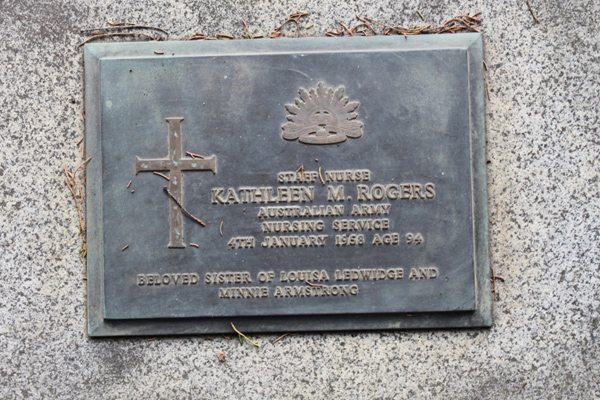 STAFF NURSE
KATHLEEN M. ROGERS
AUSTRALIAN ARMY
NURSING SERVICE
4TH JANUARY 1968 AGE 94
BELOVED SISTER OF LOUISA LEDWIDGE AND
MINNIE ARMSTRONG